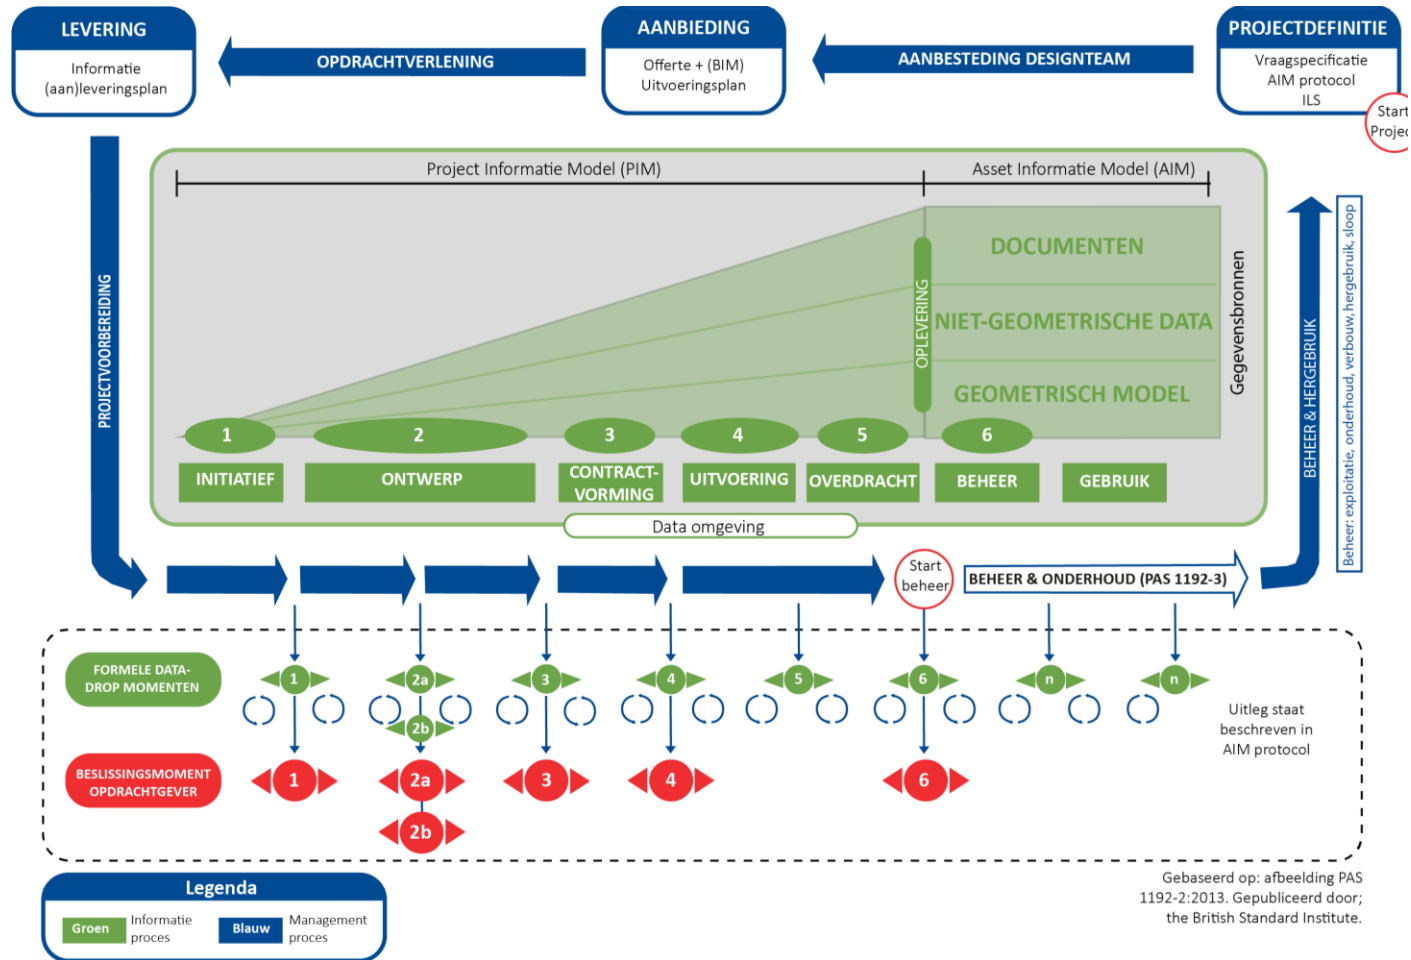 LEVERING
Informatie
(aan)leveringsplan
OPDRACHTVERLENING
AANBIEDING
Offerte + (BIM)
Uitvoeringsplan
AANBESTEDING DESIGNTEAM
PROJECTDEFINITIE
Vraagspecificatie
AIM protocol
ILS
Start
Projec
PROJECTVOORBEREIDING
Project Informatie Model (PIM)
Asset Informatie Model (AIM)
DOCUMENTEN
NIET-GEOMETRISCHE DATA
GEOMETRISCH MODEL
OPLEVERING
Gegevensbronnen
BEHEER & HERGEBRUIK
Beheer: exploitatie, onderhoud, verbouw, hergebruik, sloop
1
2
3
4
5
6
INITIATIEF
ONTWERP
CONTRACT-
VORMING
UITVOERING
OVERDRACHT
BEHEER
GEBRUIK
Data omgeving
Start
beheer
BEHEER & ONDERHOUD (PAS 1192-3)
FORMELE DATA-
DROP MOMENTEN
1
2a
3
4
5
6
n
n
2b
Uitleg staat
beschreven in
AIM protocol
BESLISSINGSMOMENT
OPDRACHTGEVER
1
2a
3
4
6
2b
Legenda
Groen
Informatie
proces
Blauw
Management
proces
Gebaseerd op: afbeelding PAS
1192-2:2013. Gepubliceerd door;
the British Standard Institute.